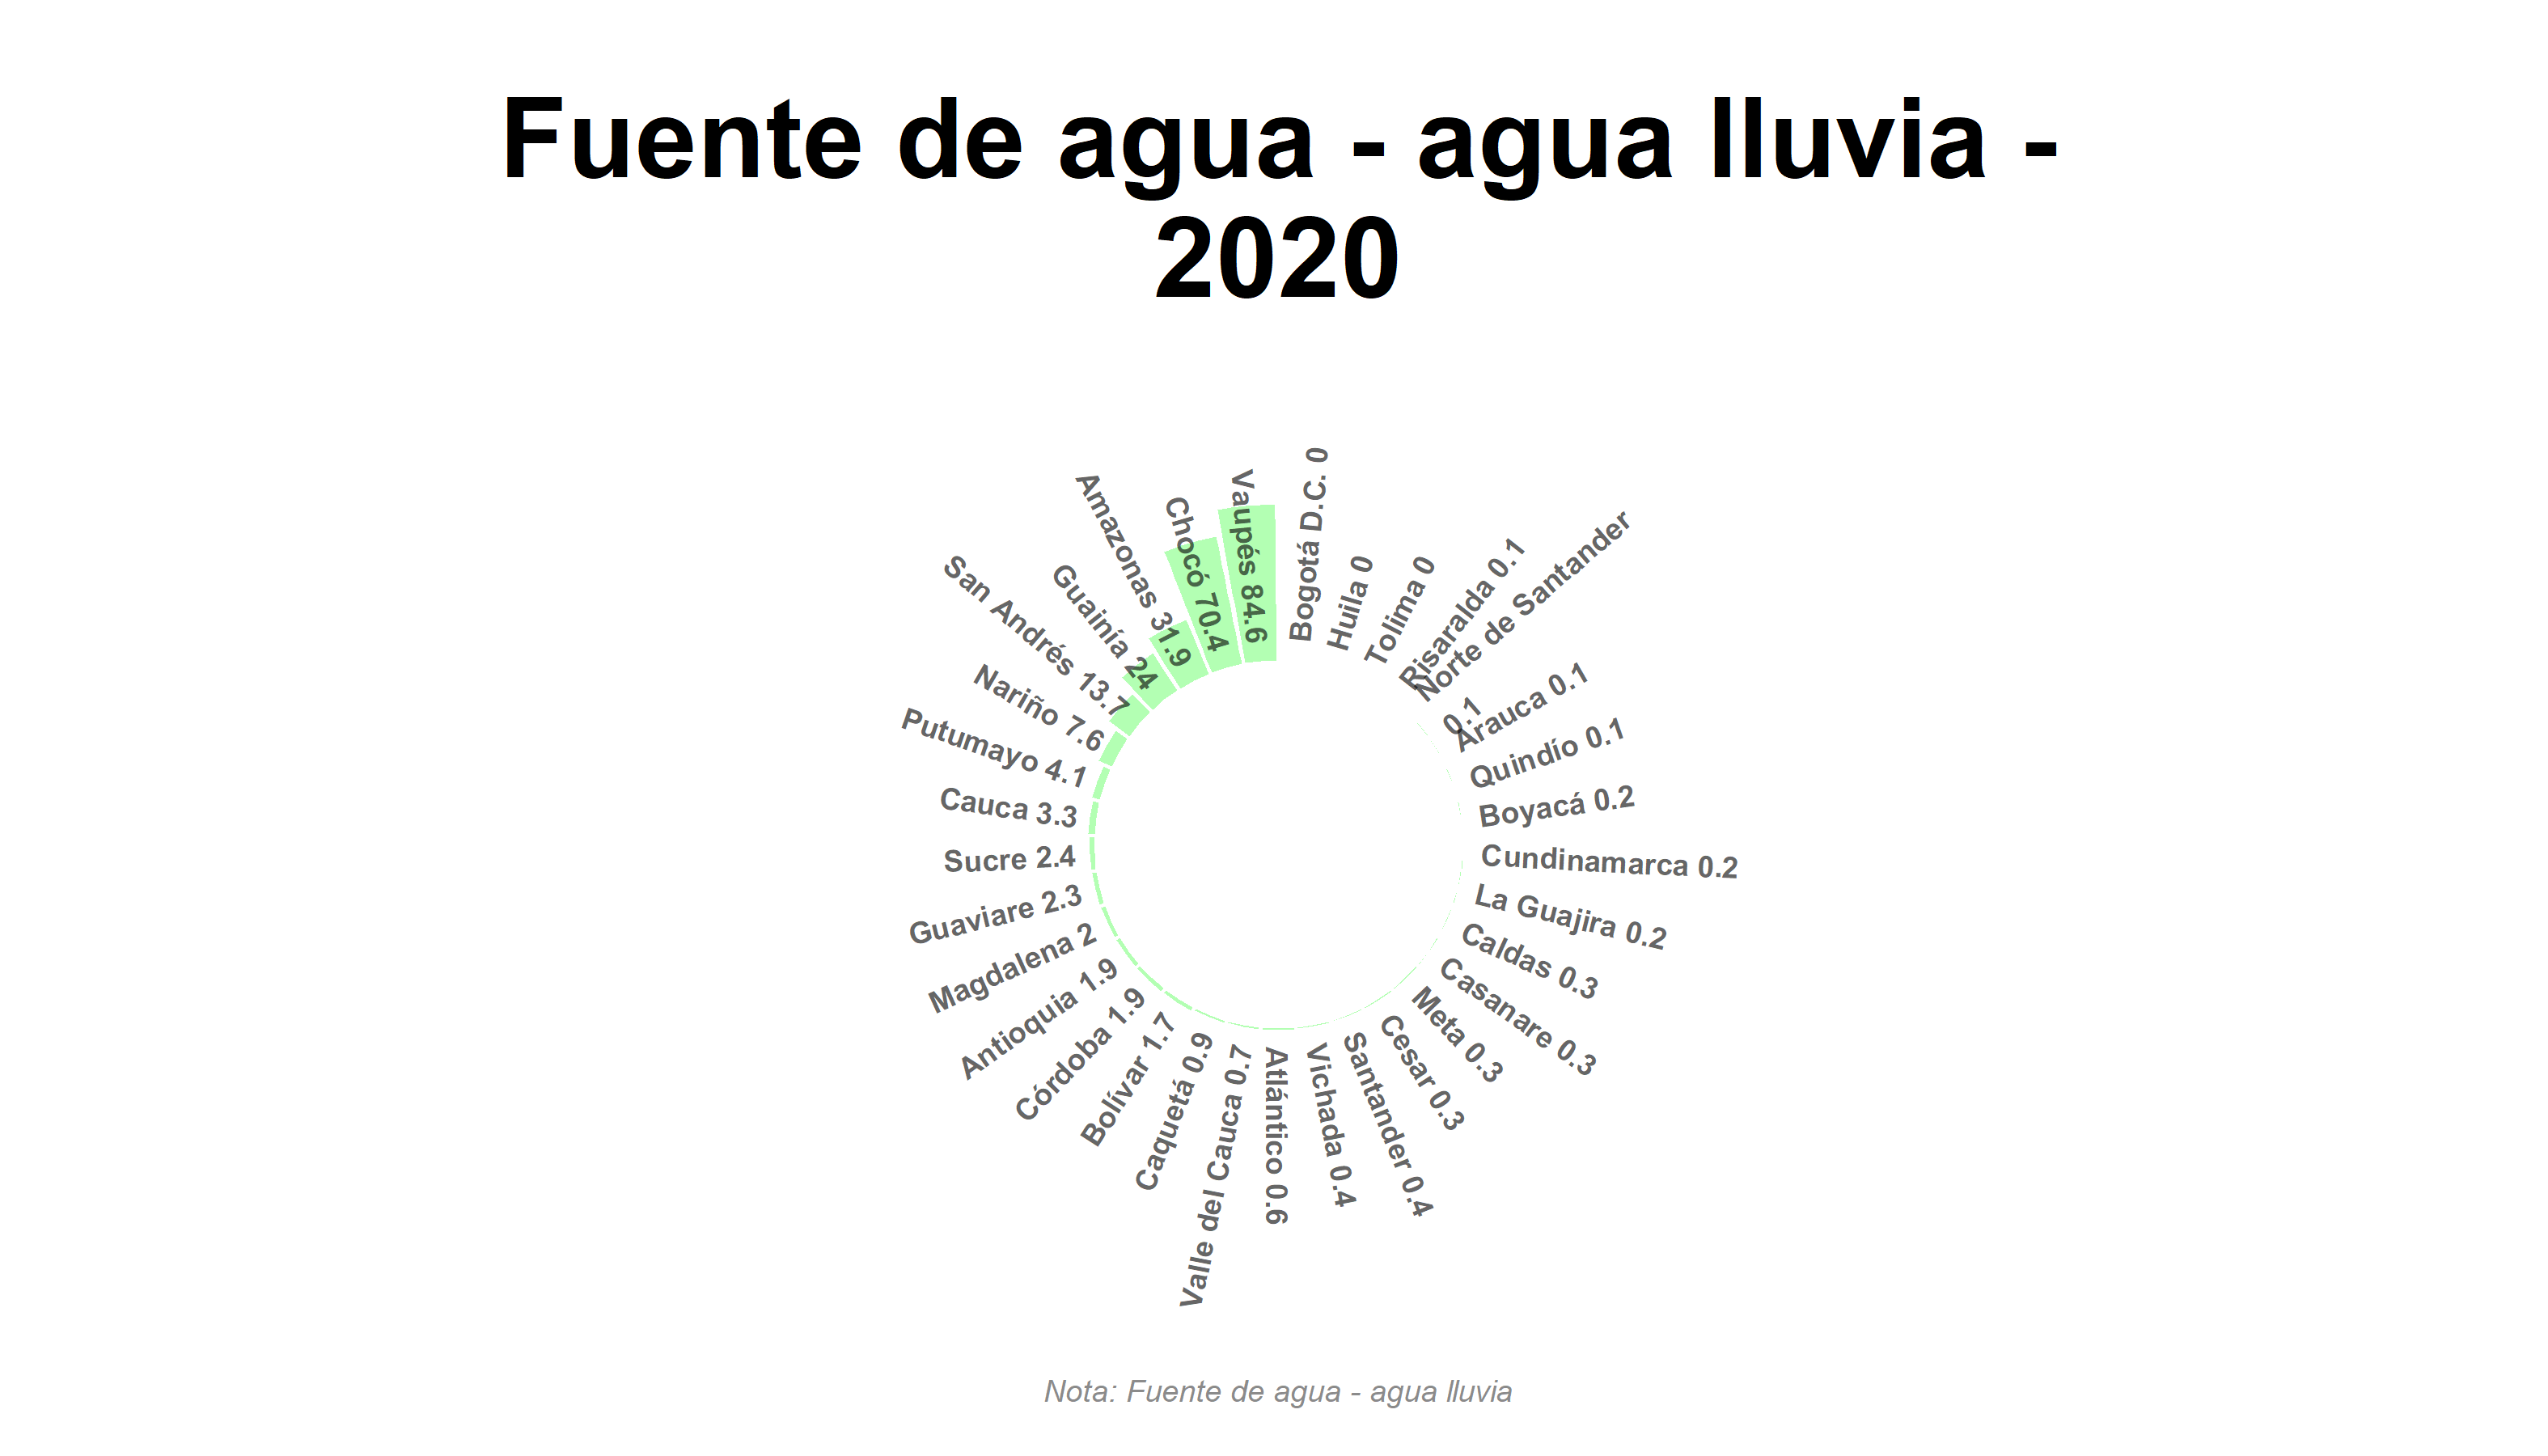 Fuente de agua - agua lluvia -
2020
Bogotá D.C. 0
Huila 0
Tolima 0
Risaralda 0.1
Norte de Santander
0.1
Arauca 0.1
Quindío 0.1
Boyacá 0.2
Cundinamarca 0.2
La Guajira 0.2
Caldas 0.3
Casanare 0.3
Meta 0.3
Cesar 0.3
Santander 0.4
Vichada 0.4
Atlántico 0.6
Valle del Cauca 0.7
Caquetá 0.9
Bolívar 1.7
Córdoba 1.9
Antioquia 1.9
Magdalena 2
Guaviare 2.3
Sucre 2.4
Cauca 3.3
Putumayo 4.1
Nariño 7.6
San Andrés 13.7
Guainía 24
Amazonas 31.9
Chocó 70.4
Vaupés 84.6
Nota: Fuente de agua - agua lluvia